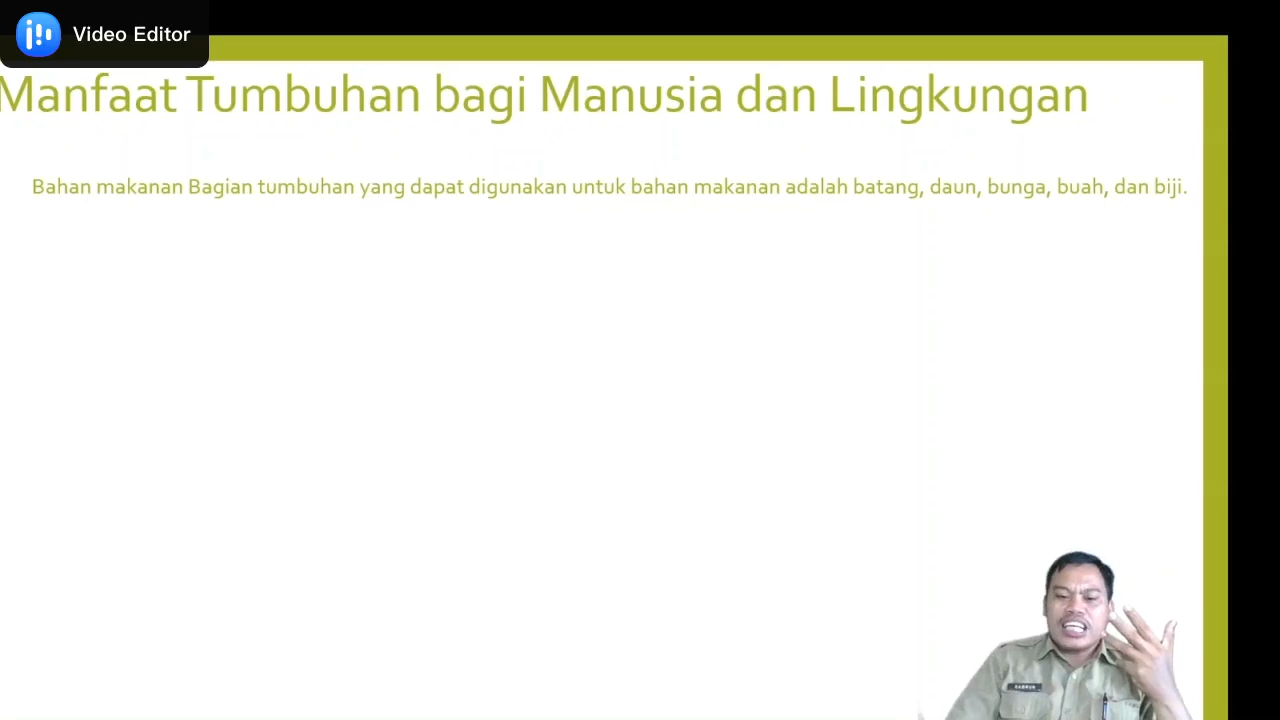 Video Editor
Manfaat Tumbuhan bagi Manusia dan Lingkungan
Bahan makanan Bagian tumbuhan yang dapat digunakan untuk bahan makanan adalah batang, daun, bunga, buah, dan biji.